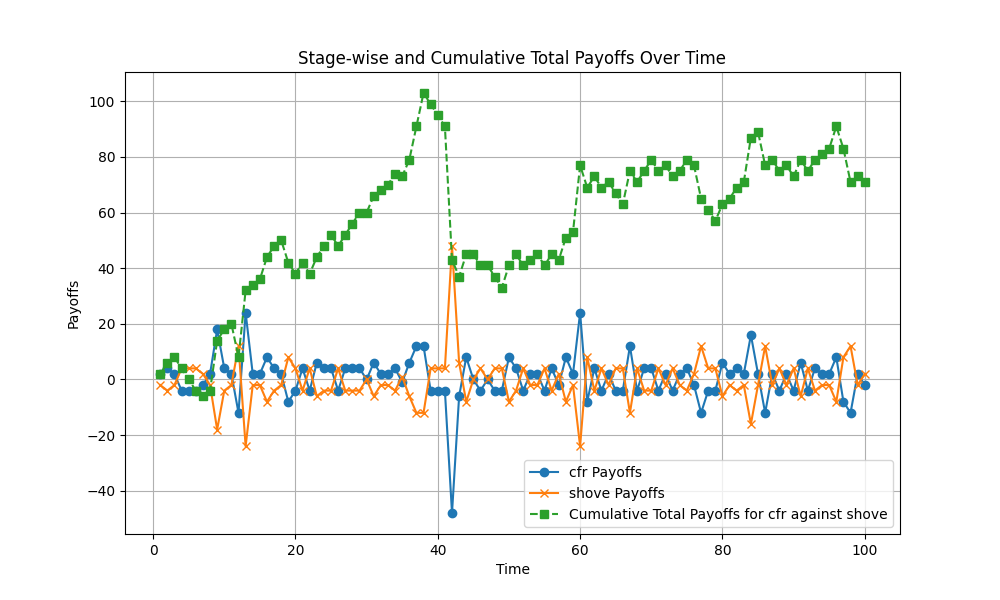 Stage-wise and Cumulative Total Payoffs Over Time
100
80
60
40
20
0
−20
−40
Payoffs
cfr Payoffs
shove Payoffs
Cumulative Total Payoffs for cfr against shove
0 20 40 60 80 100
Time